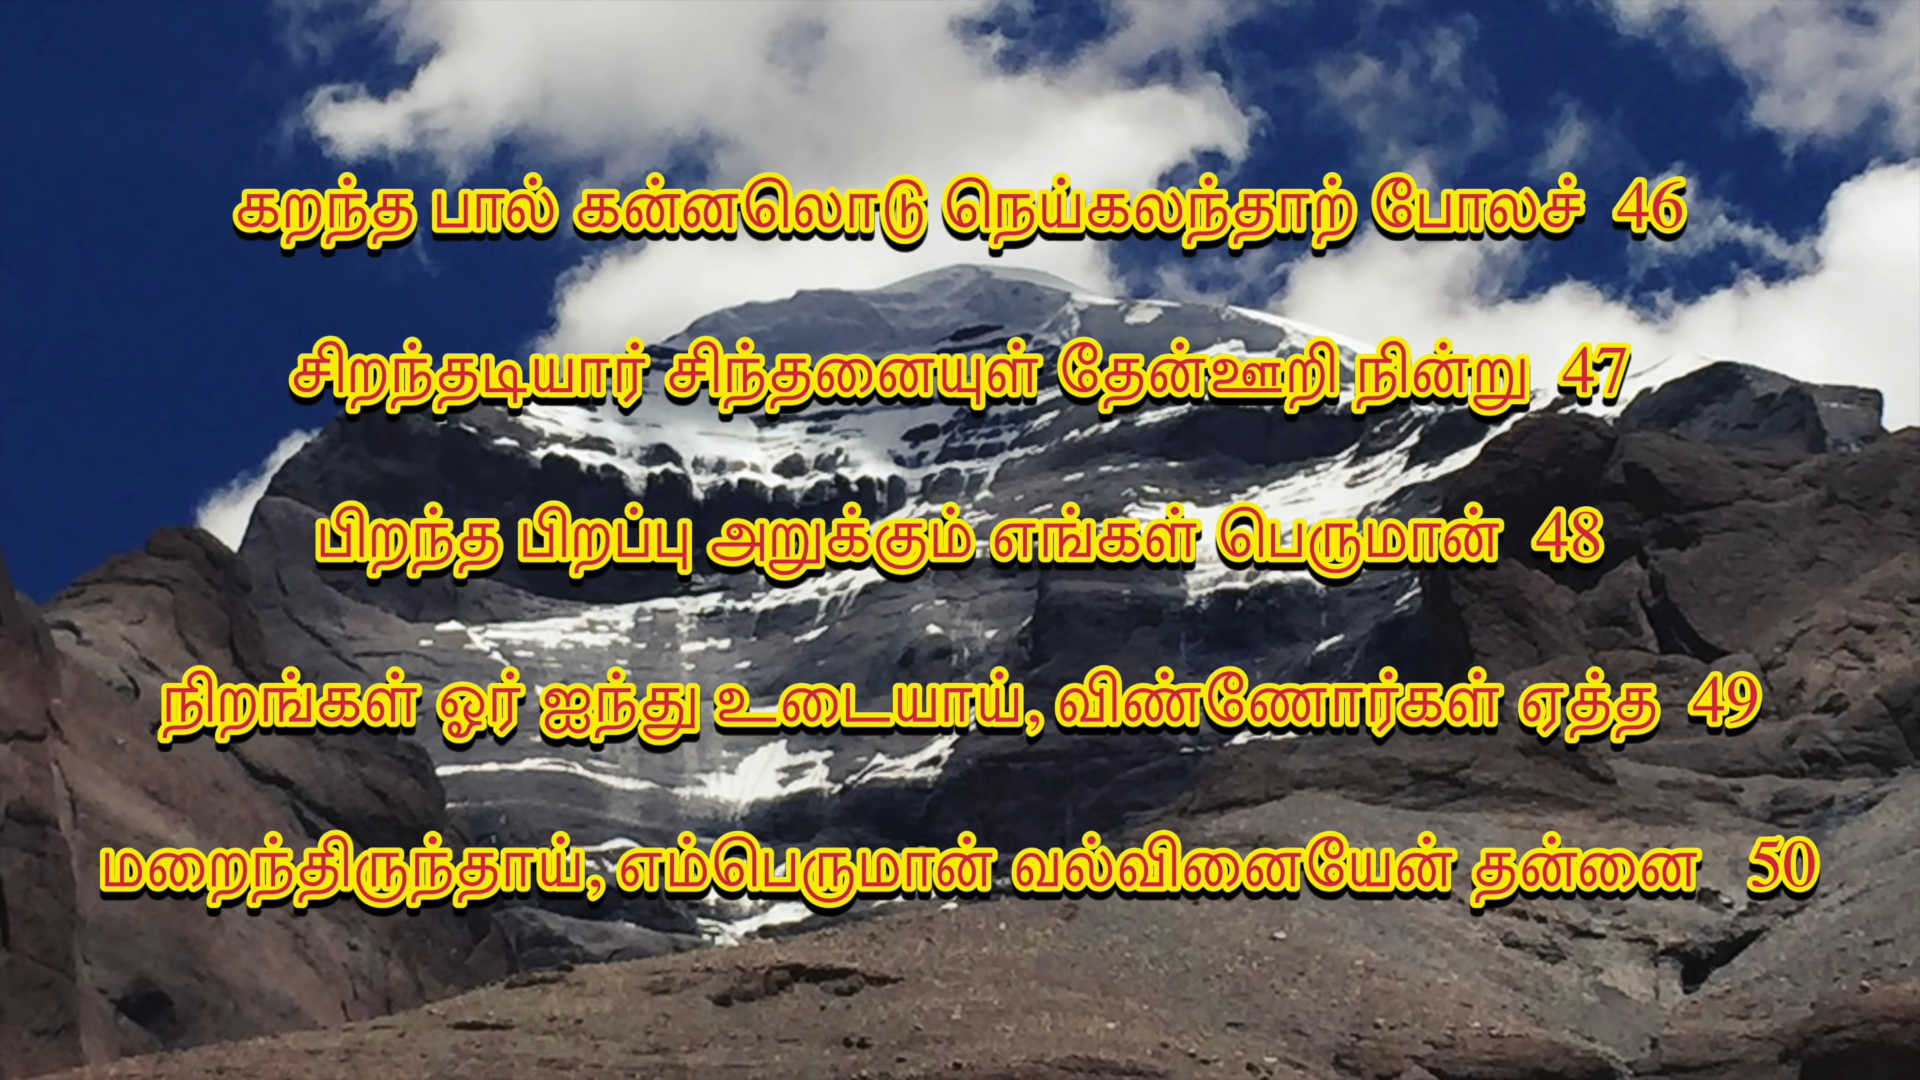 கறந்த பால் கன்னலொடு நெய்கலந்தாற் போலச் 46
சிறந்தடியார் சிந்தனையுள் தேன்ஊறி நின்று 47
பிறந்த பிறப்பு அறுக்கும் எங்கள் பெருமான் 48
நிறங்கள் ஓர் ஐந்து உடையாய், விண்ணோர்கள் ஏத்த 49
மறைந்திருந்தாய், எம்பெருமான் வல்வினையேன் தன்னை 50